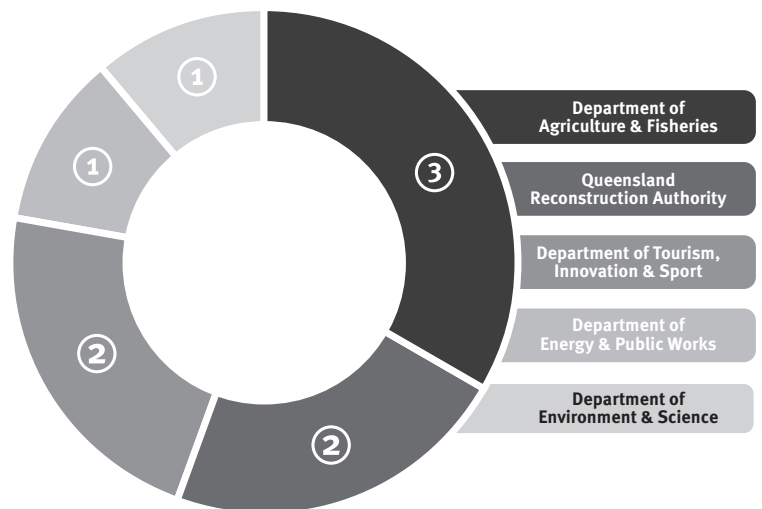 1
1
3
2
2
Department of
Agriculture & Fisheries
Queensland
Reconstruction Authority
Department of Tourism,
Innovation & Sport
Department of
Energy & Public Works
Department of
Environment & Science